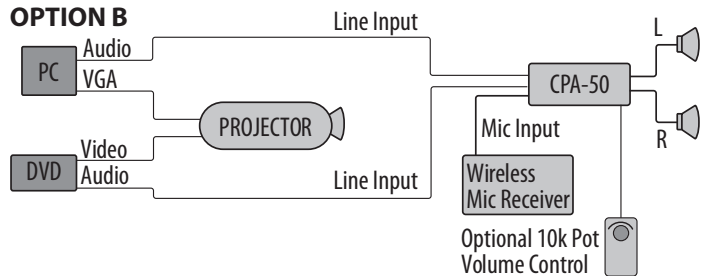 OPTION B
Line Input
L
PC
Audio
VGA
CPA-50
PROJECTOR
Mic Input
R
Video
DVD
Audio
Line Input
Wireless
Mic Receiver
Optional 10k Pot
Volume Control